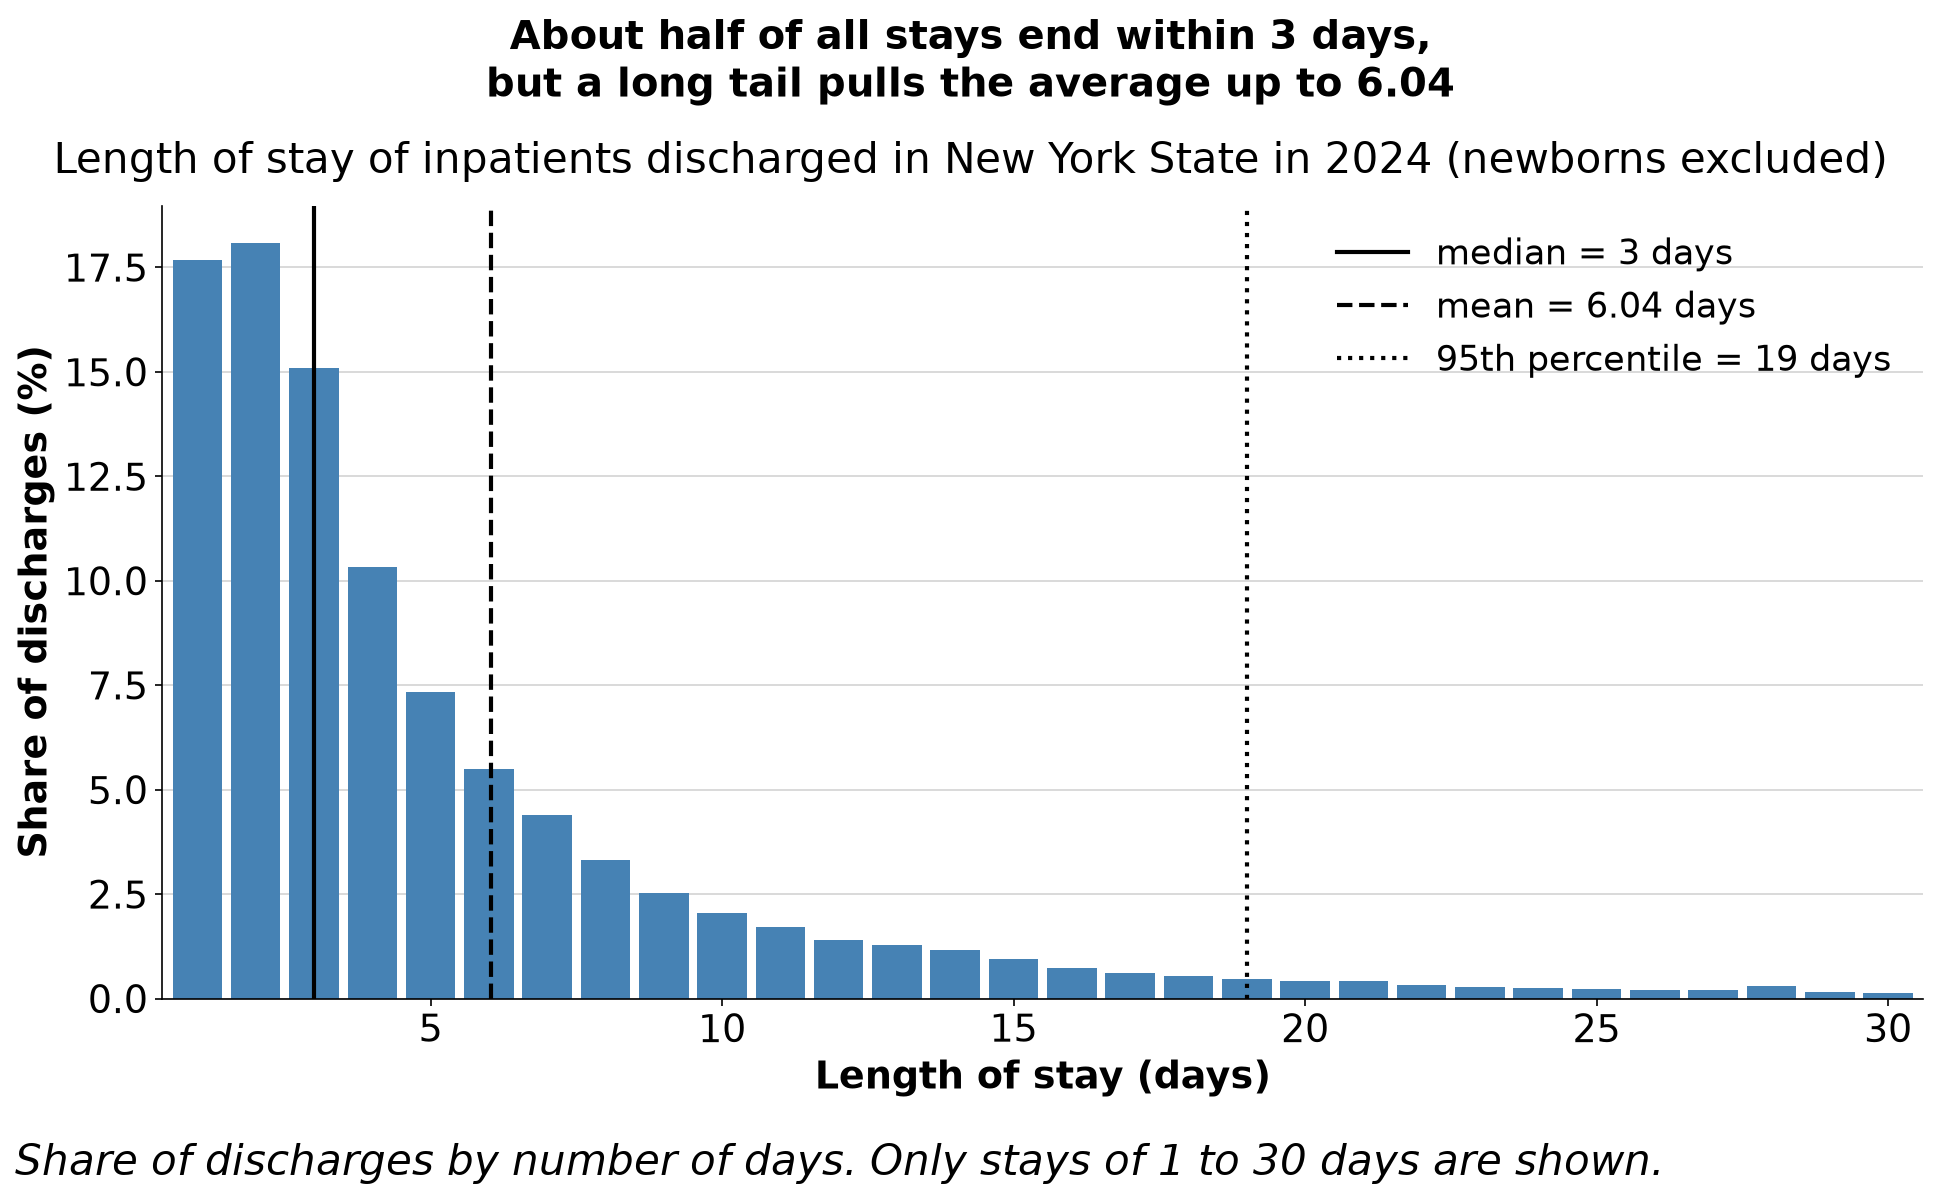 About half of all stays end within 3 days,
but a long tail pulls the average up to 6.04
Length of stay of inpatients discharged in New York State in 2024 (newborns excluded)
median = 3 days
mean = 6.04 days
95th percentile = 19 days
Share of discharges (%)
17.5
15.0
12.5
10.0
7.5
5.0
2.5
0.0
5 10 15 20 25 30
Length of stay (days)
Share of discharges by number of days. Only stays of 1 to 30 days are shown.